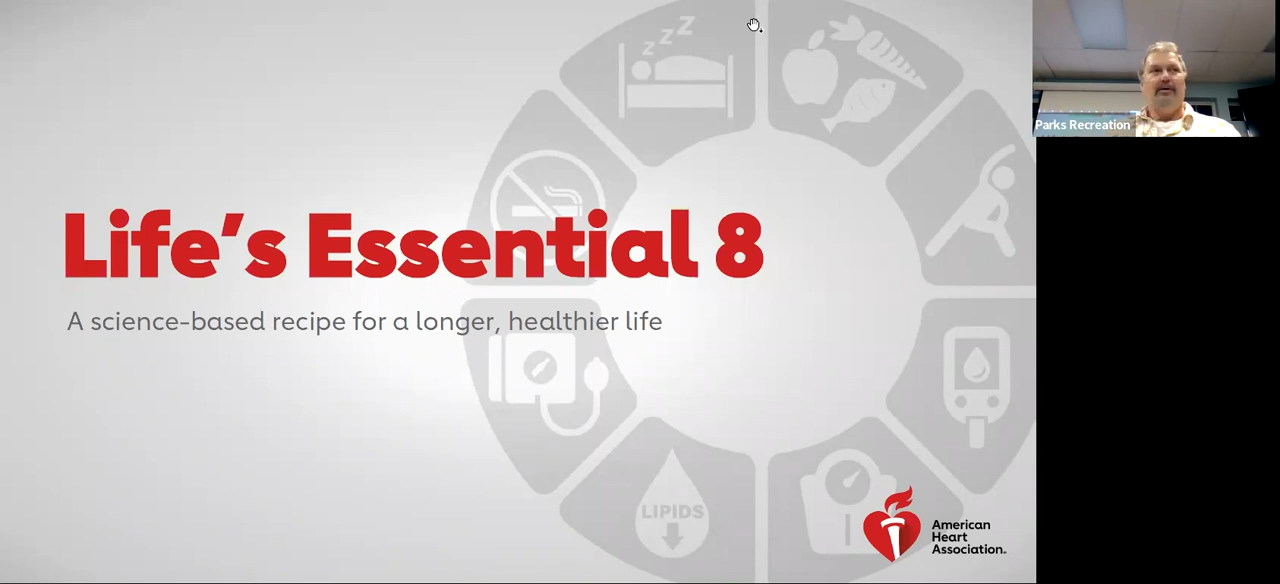 z z z
Life's Essential 8
A science-based recipe for a longer, healthier life
LIPIDS
American
Heart
Association.
Parks Recreation